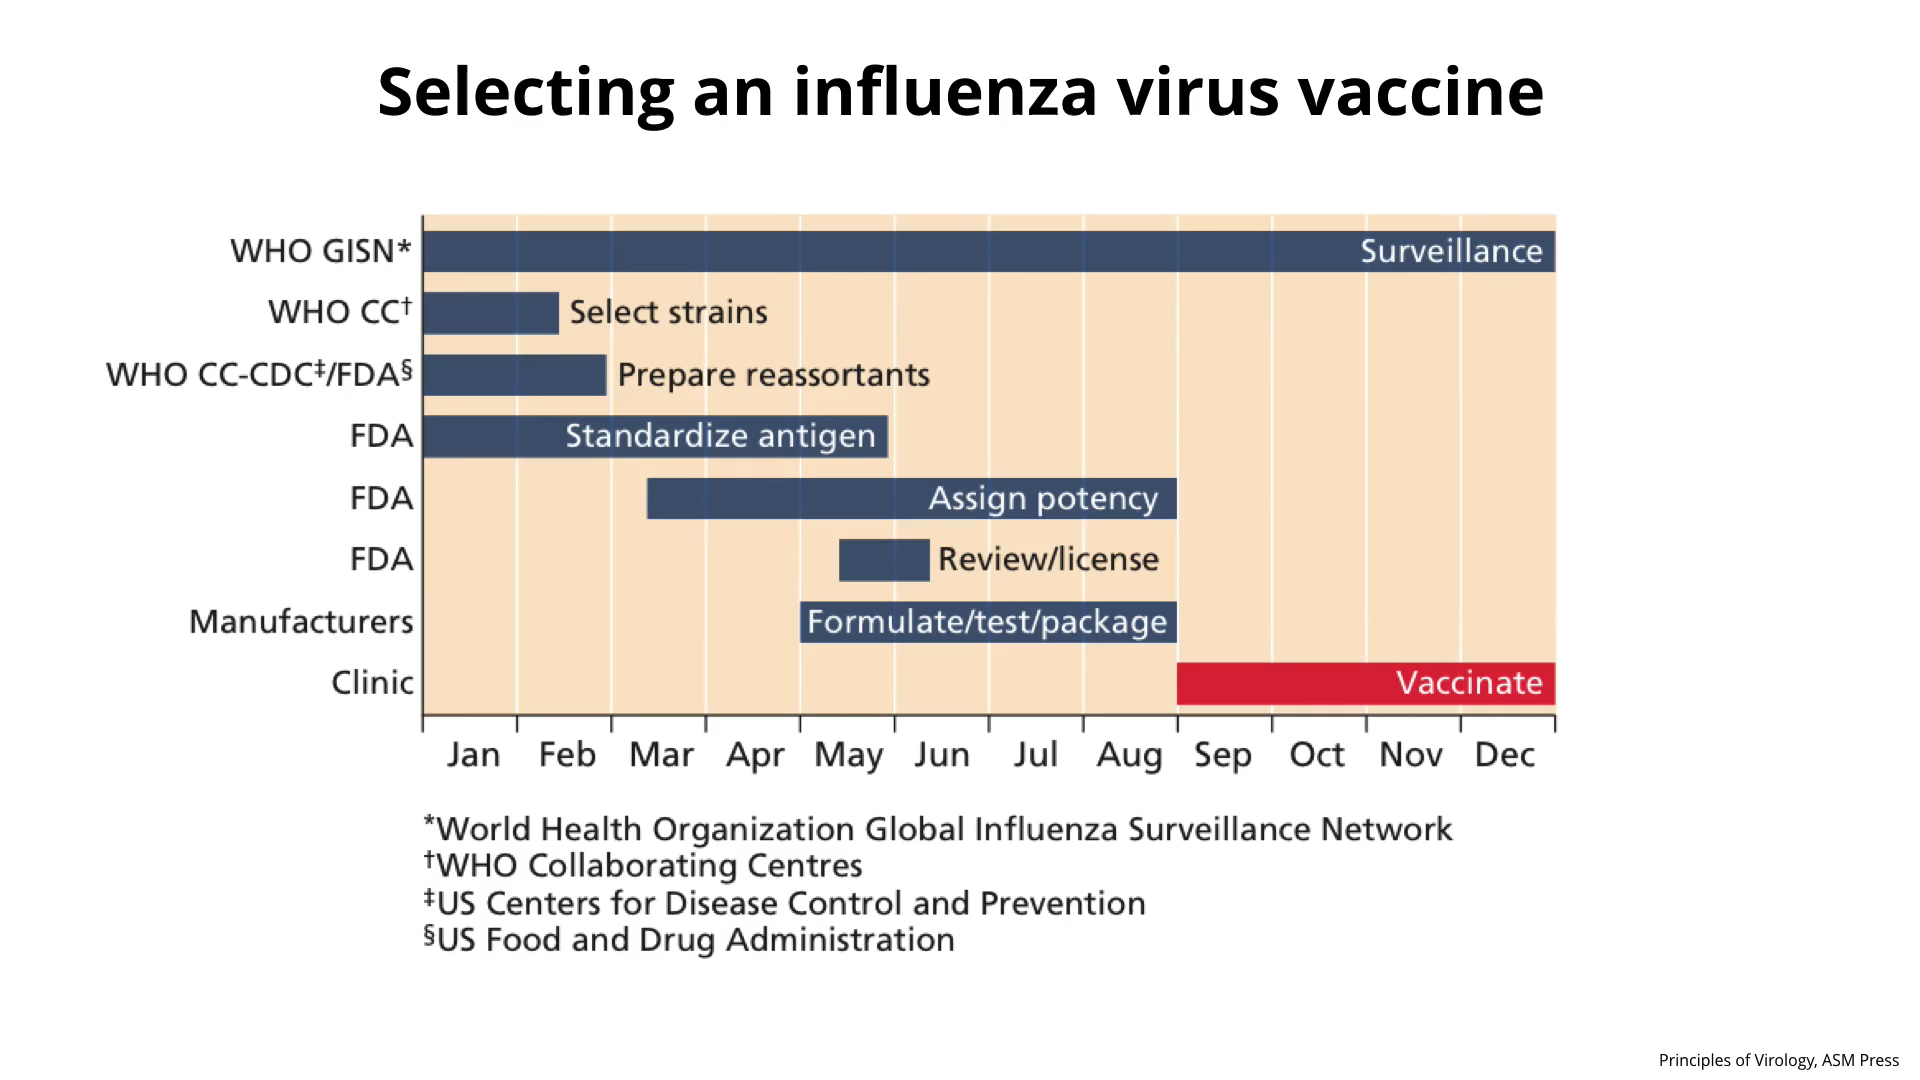 Selecting an influenza virus vaccine
WHO GISN* Surveillance
WHO CC† Select strains
WHO CC-CDC‡/FDA§ Prepare reassortants
FDA Standardize antigen
FDA Assign potency
FDA Review/license
Manufacturers Formulate/test/package
Clinic Vaccinate
Jan Feb Mar Apr May Jun Jul Aug Sep Oct Nov Dec
*World Health Organization Global Influenza Surveillance Network
†WHO Collaborating Centres
‡US Centers for Disease Control and Prevention
§US Food and Drug Administration
Principles of Virology, ASM Press